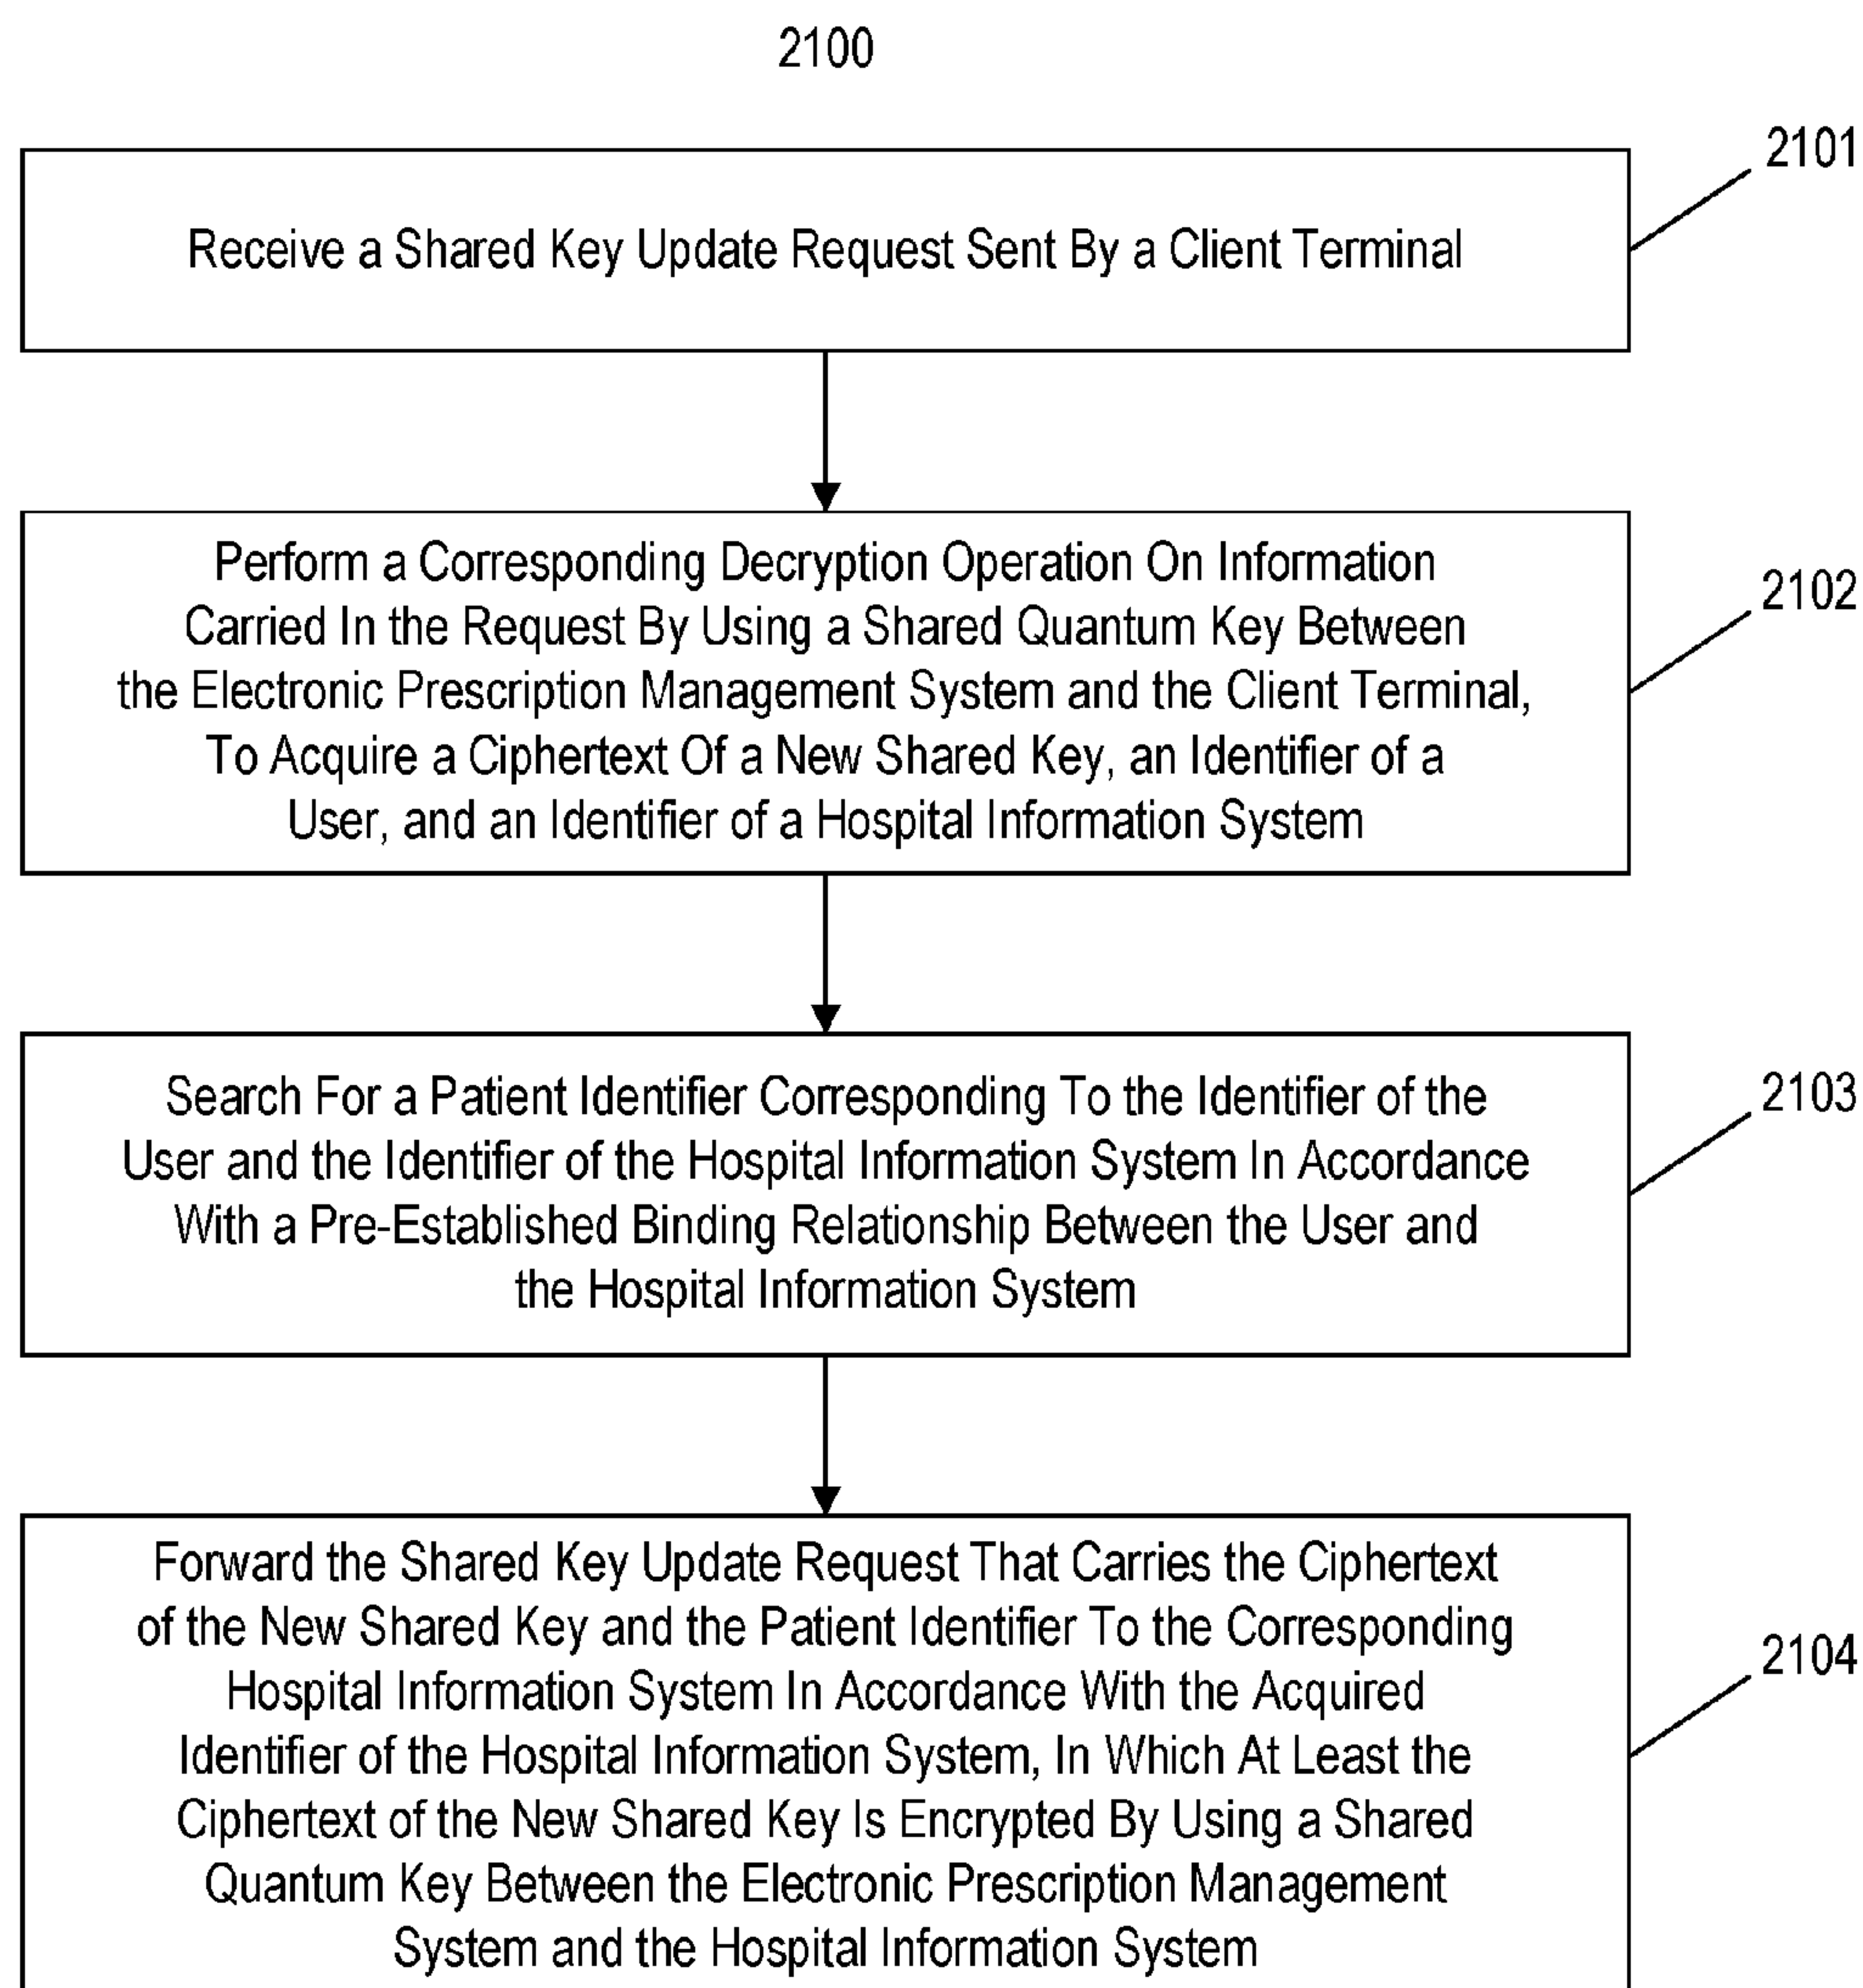 2100
2101
Receive a Shared Key Update Request Sent By a Client Terminal
2102
Perform a Corresponding Decryption Operation On Information
Carried In the Request By Using a Shared Quantum Key Between
the Electronic Prescription Management System and the Client Terminal,
To Acquire a Ciphertext Of a New Shared Key, an Identifier of a
User, and an Identifier of a Hospital Information System
2103
Search For a Patient Identifier Corresponding To the Identifier of the
User and the Identifier of the Hospital Information System In Accordance
With a Pre-Established Binding Relationship Between the User and
the Hospital Information System
2104
Forward the Shared Key Update Request That Carries the Ciphertext
of the New Shared Key and the Patient Identifier To the Corresponding
Hospital Information System In Accordance With the Acquired
Identifier of the Hospital Information System, In Which At Least the
Ciphertext of the New Shared Key Is Encrypted By Using a Shared
Quantum Key Between the Electronic Prescription Management
System and the Hospital Information System